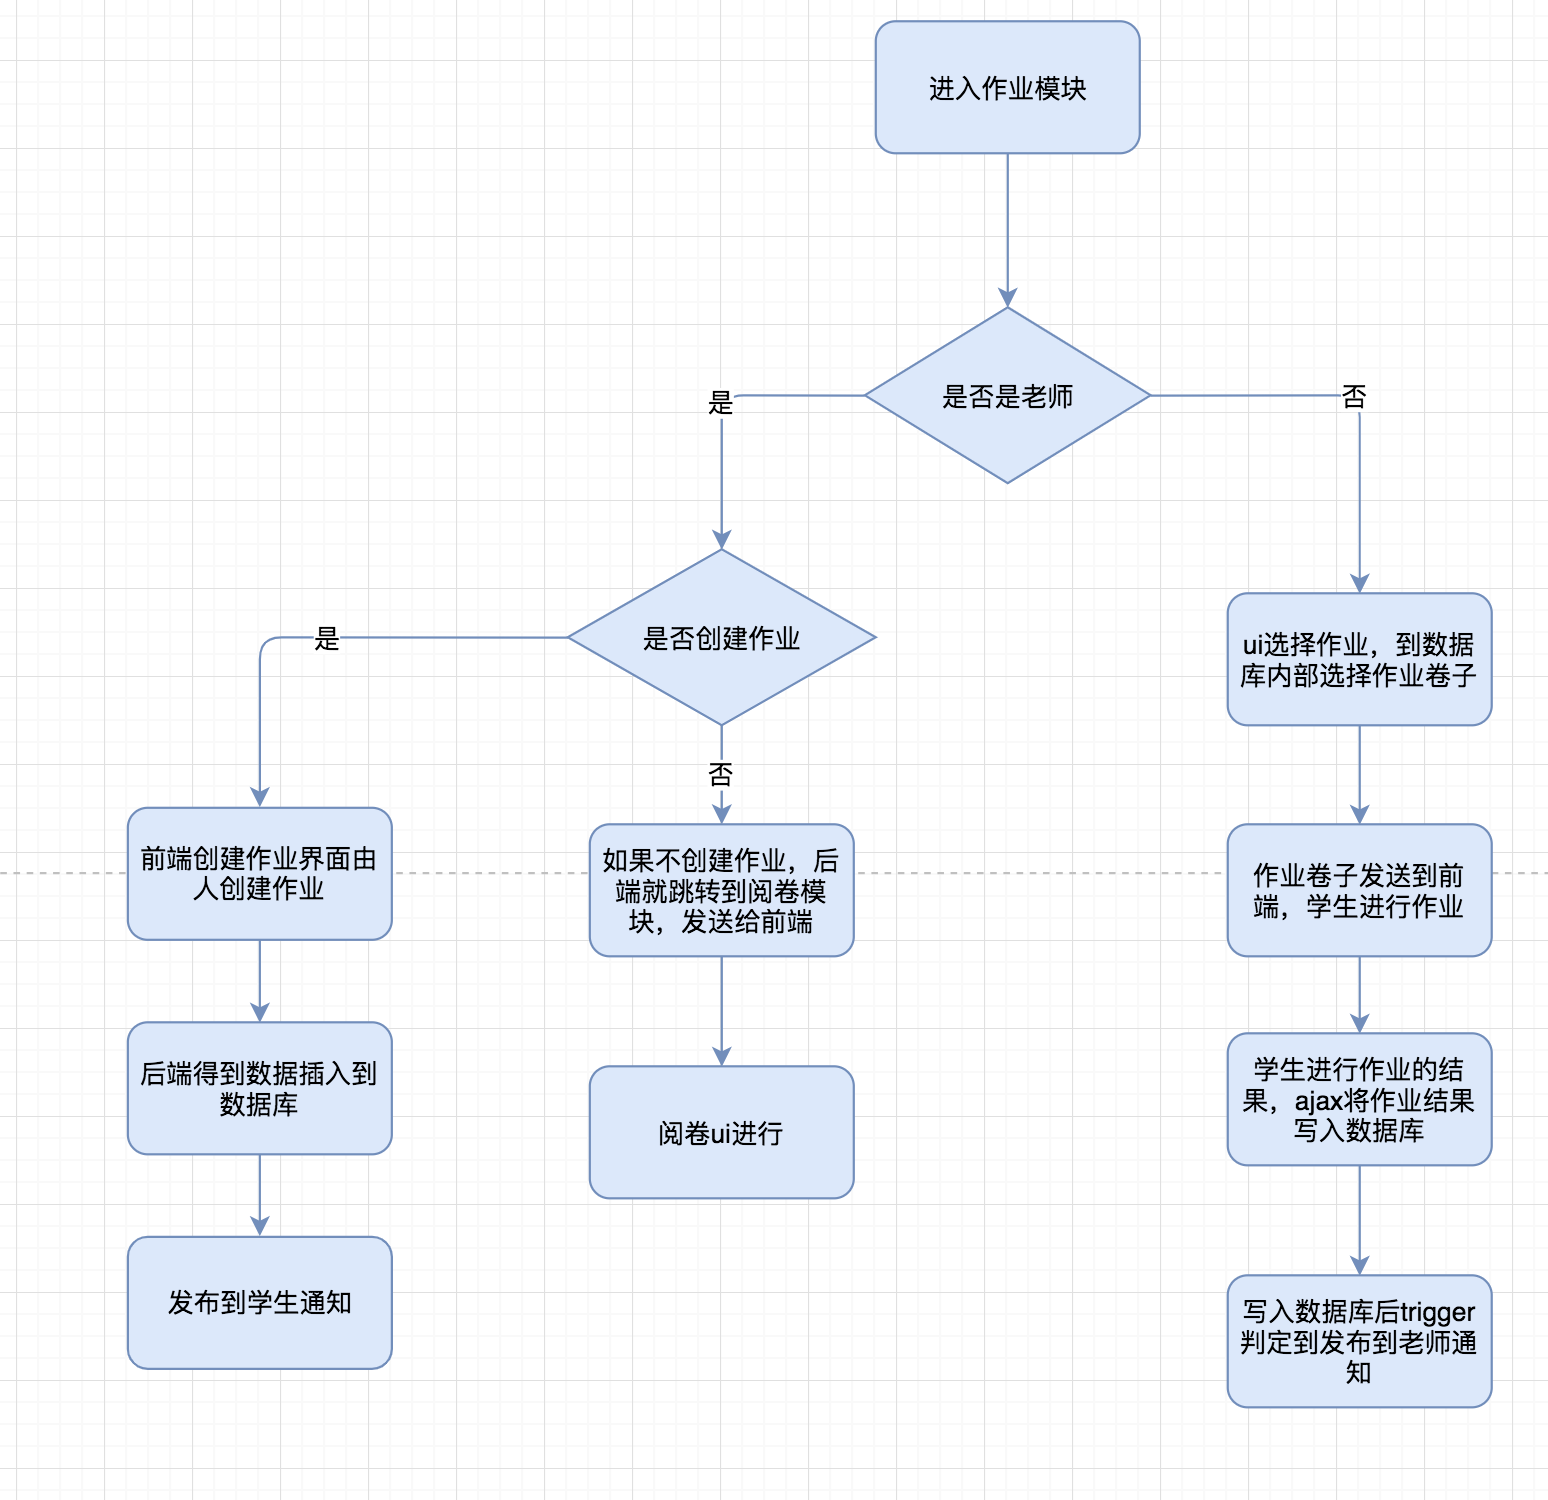 进入作业模块
是否是老师
是
否
是否创建作业
是
否
ui选择作业，到数据
库内部选择作业卷子
前端创建作业界面由
人创建作业
如果不创建作业，后
端就跳转到阅卷模
块，发送给前端
作业卷子发送到前
端，学生进行作业
后端得到数据插入到
数据库
阅卷ui进行
学生进行作业的结
果，ajax将作业结果
写入数据库
发布到学生通知
写入数据库后trigger
判定到发布到老师通
知